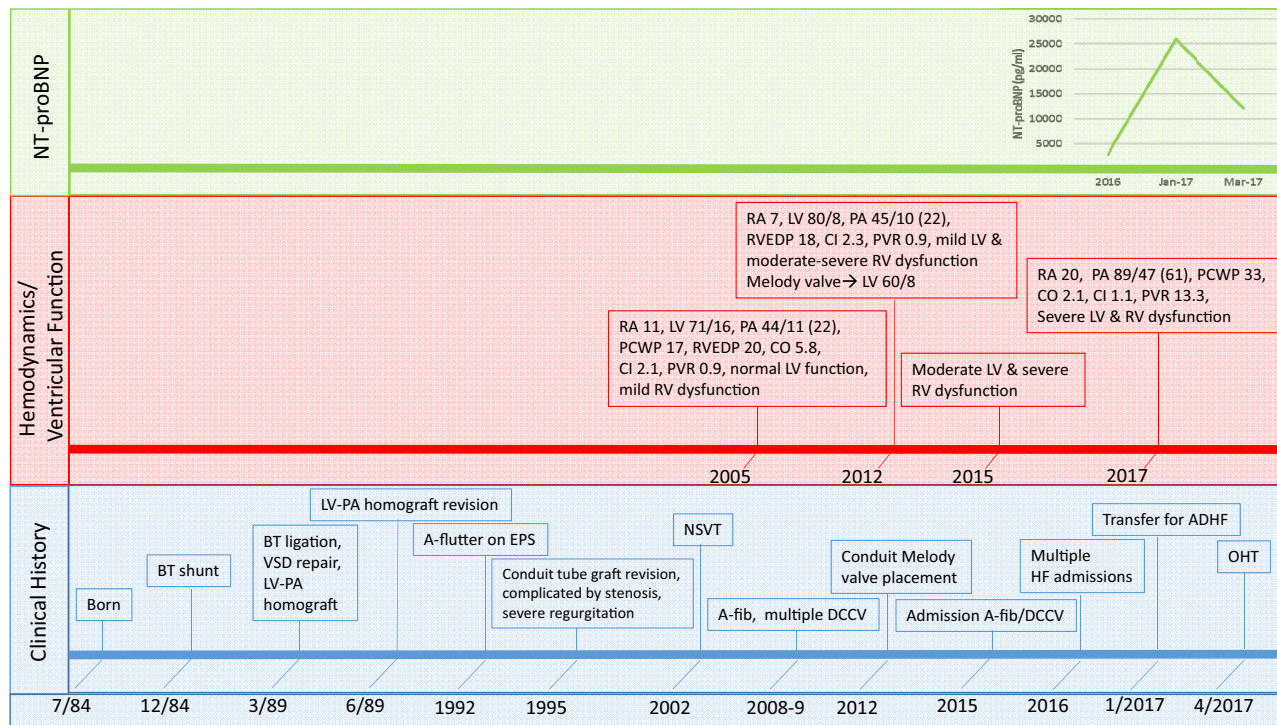 NT-proBNP
NT-proBNP (pg/ml)
30000
25000
20000
15000
10000
5000
2016
Jan-17
Mar-17
Hemodynamics/
Ventricular Function
RA 11, LV 71/16, PA 44/11 (22),
PCWP 17, RVEDP 20, CO 5.8,
CI 2.1, PVR 0.9, normal LV function,
mild RV dysfunction
RA 7, LV 80/8, PA 45/10 (22),
RVEDP 18, CI 2.3, PVR 0.9, mild LV &
moderate-severe RV dysfunction
Melody valve→ LV 60/8
Moderate LV & severe
RV dysfunction
RA 20, PA 89/47 (61), PCWP 33,
CO 2.1, CI 1.1, PVR 13.3,
Severe LV & RV dysfunction
2005
2012
2015
2017
Clinical History
Born
BT shunt
BT ligation,
VSD repair,
LV-PA
homograft
LV-PA homograft revision
A-flutter on EPS
Conduit tube graft revision,
complicated by stenosis,
severe regurgitation
NSVT
A-fib, multiple DCCV
Conduit Melody
valve placement
Admission A-fib/DCCV
Multiple
HF admissions
Transfer for ADHF
OHT
7/84
12/84
3/89
6/89
1992
1995
2002
2008-9
2012
2015
2016
1/2017
4/2017